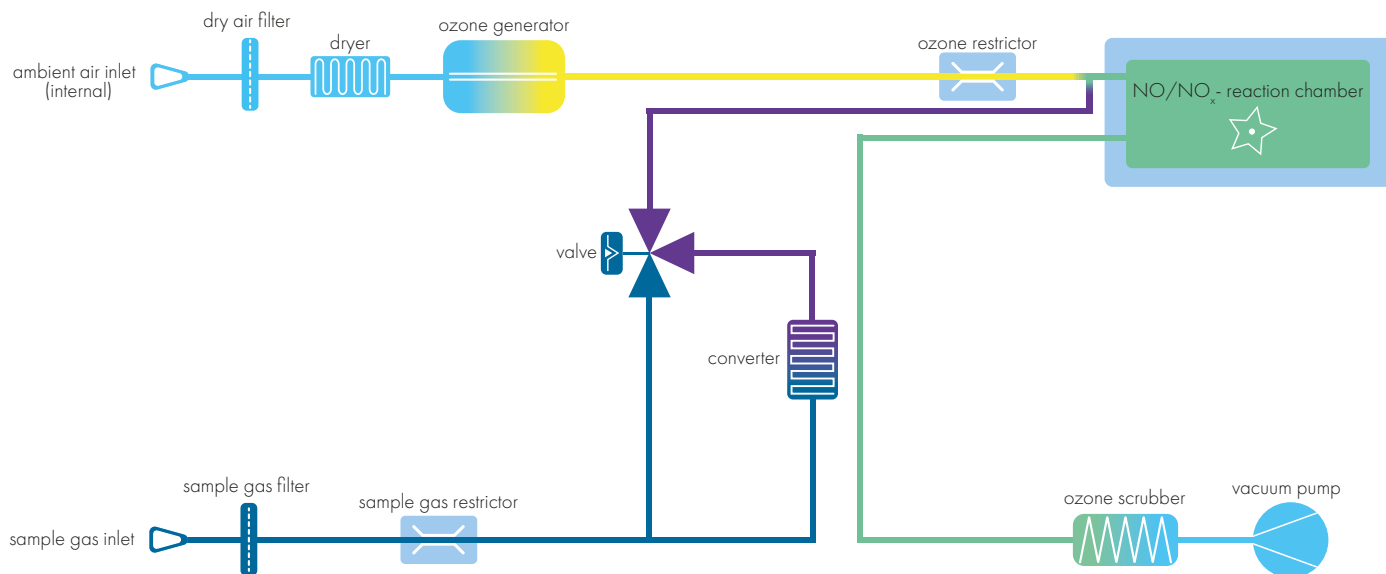 dry air filter
dryer
ozone generator
ozone restrictor
ambient air inlet
(internal)
NO/NOx- reaction chamber
valve
converter
sample gas filter
sample gas restrictor
ozone scrubber
vacuum pump
sample gas inlet